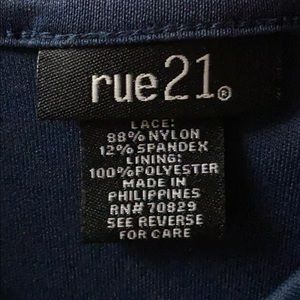 rue21®
LACE:
88% NYLON
12% SPANDEX
LINING:
100% POLYESTER
MADE IN
PHILIPPINES
RN# 70829
SEE REVERSE
FOR CARE